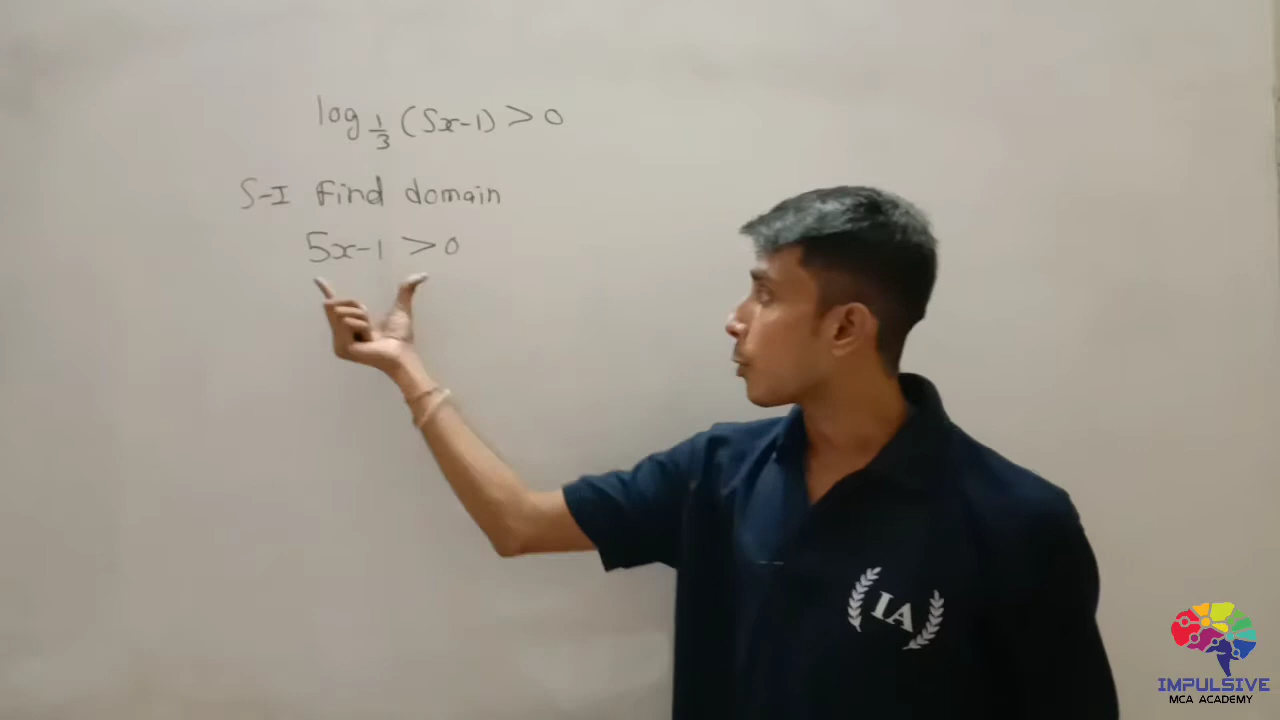 log 1/3 (5x-1) > 0
S-I Find domain
5x-1 > 0
IA
IMPULSIVE
MCA ACADEMY